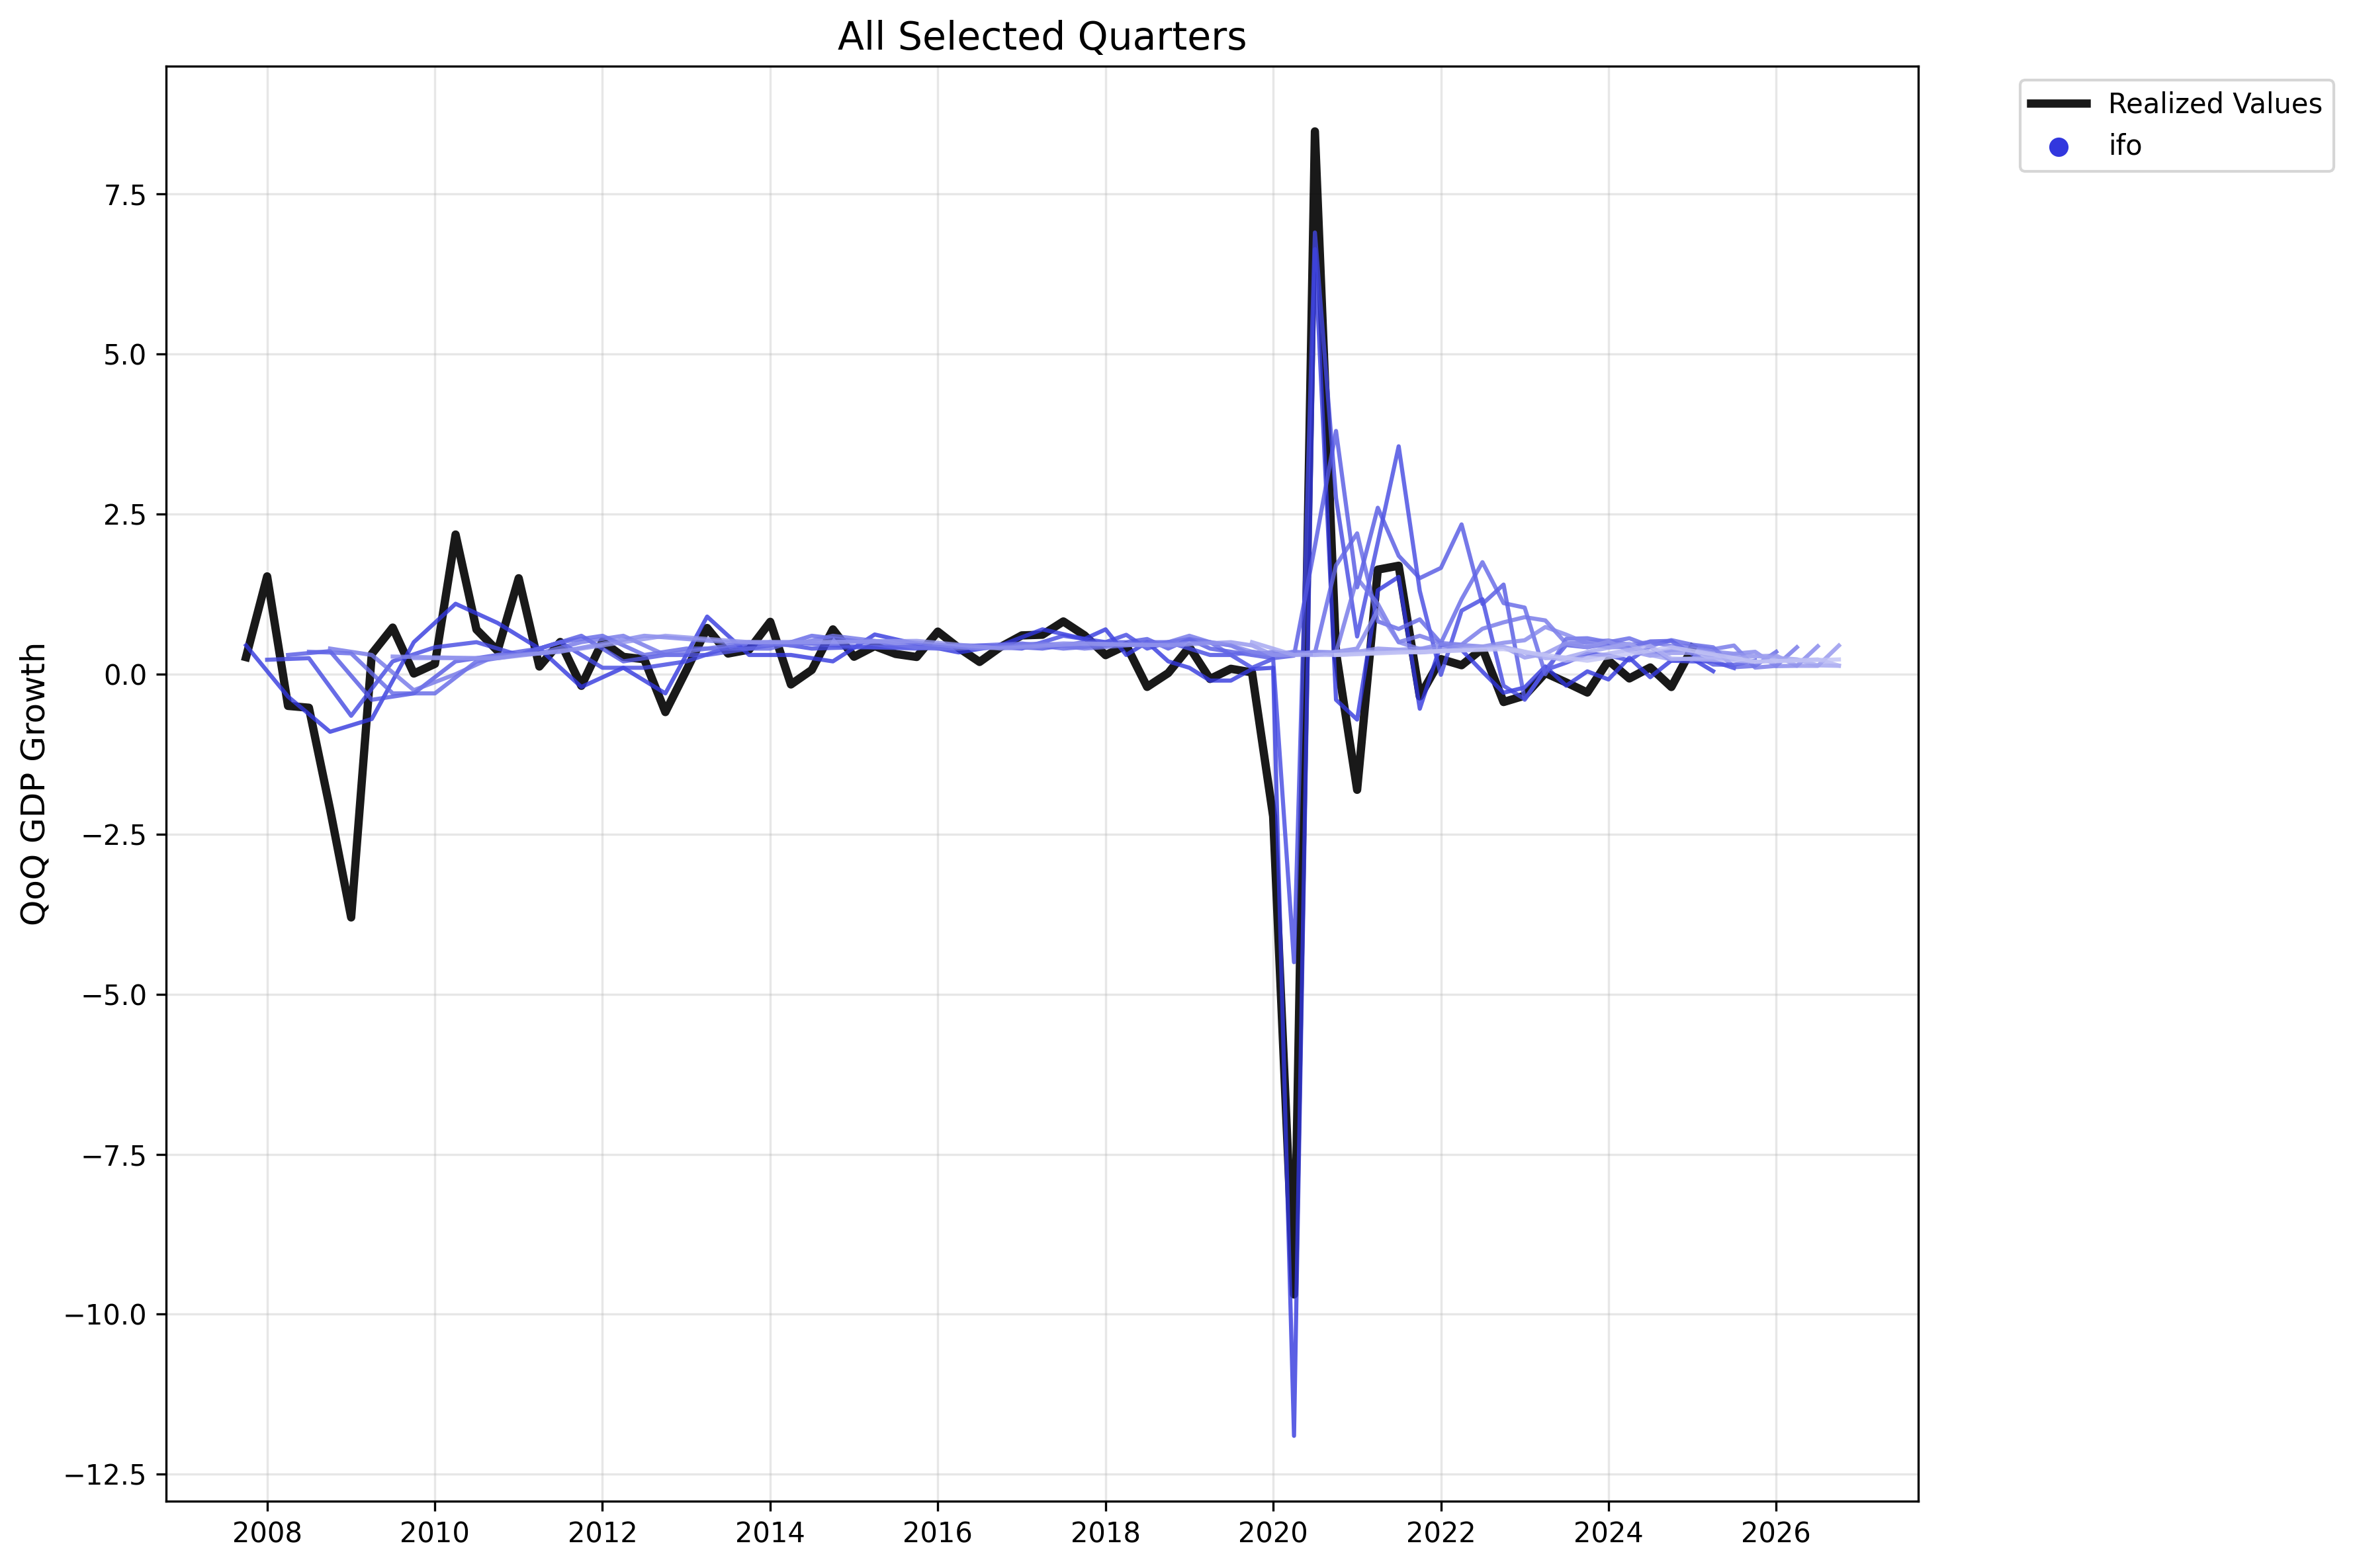 All Selected Quarters
Realized Values
ifo
QoQ GDP Growth
7.5
5.0
2.5
0.0
−2.5
−5.0
−7.5
−10.0
−12.5
2008 2010 2012 2014 2016 2018 2020 2022 2024 2026